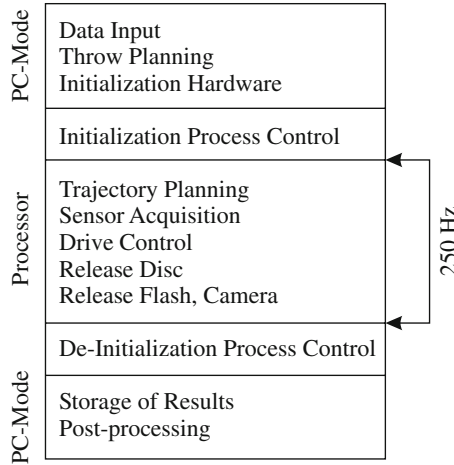 PC-Mode
Data Input
Throw Planning
Initialization Hardware
Initialization Process Control
Processor
Trajectory Planning
Sensor Acquisition
Drive Control
Release Disc
Release Flash, Camera
250 Hz
De-Initialization Process Control
PC-Mode
Storage of Results
Post-processing